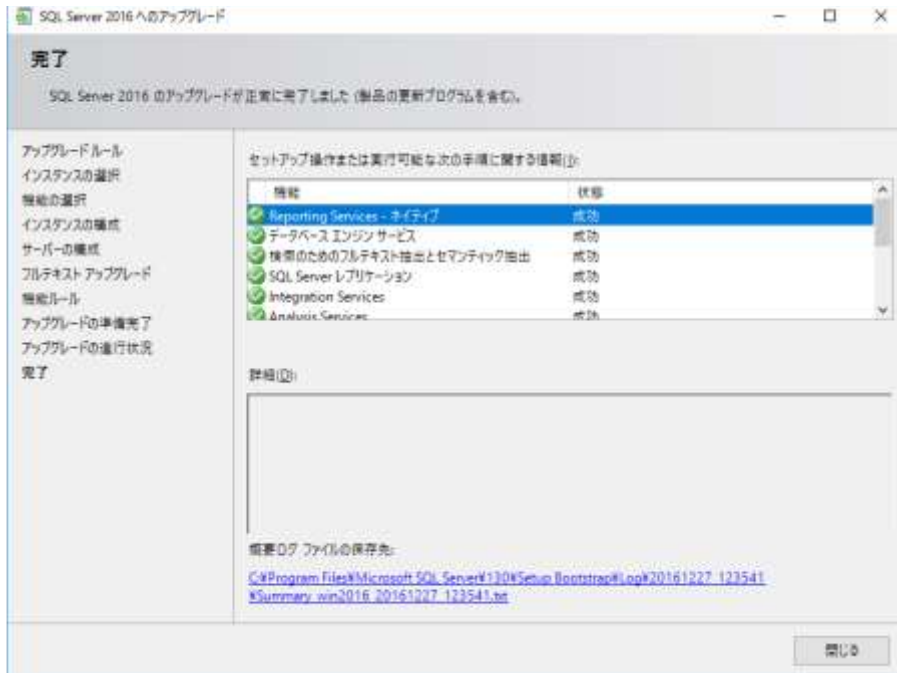 SQL Server 2016 へのアップグレード
完了
SQL Server 2016 のアップグレードが正常に完了しました (製品の更新プログラムを含む)。
アップグレード ルール
インスタンスの選択
機能の選択
インスタンスの構成
サーバーの構成
フルテキスト アップグレード
機能ルール
アップグレードの準備完了
アップグレードの進行状況
完了
セットアップ操作または実行可能な次の手順に関する情報(I):
機能 状態
Reporting Services - ネイティブ 成功
データベース エンジン サービス 成功
検索のためのフルテキスト抽出とセマンティック抽出 成功
SQL Server レプリケーション 成功
Integration Services 成功
Analysis Services 成功
詳細(D):
概要ログ ファイルの保存先:
C:¥Program Files¥Microsoft SQL Server¥130¥Setup Bootstrap¥Log¥20161227_123541
¥Summary_win2016_20161227_123541.txt
閉じる